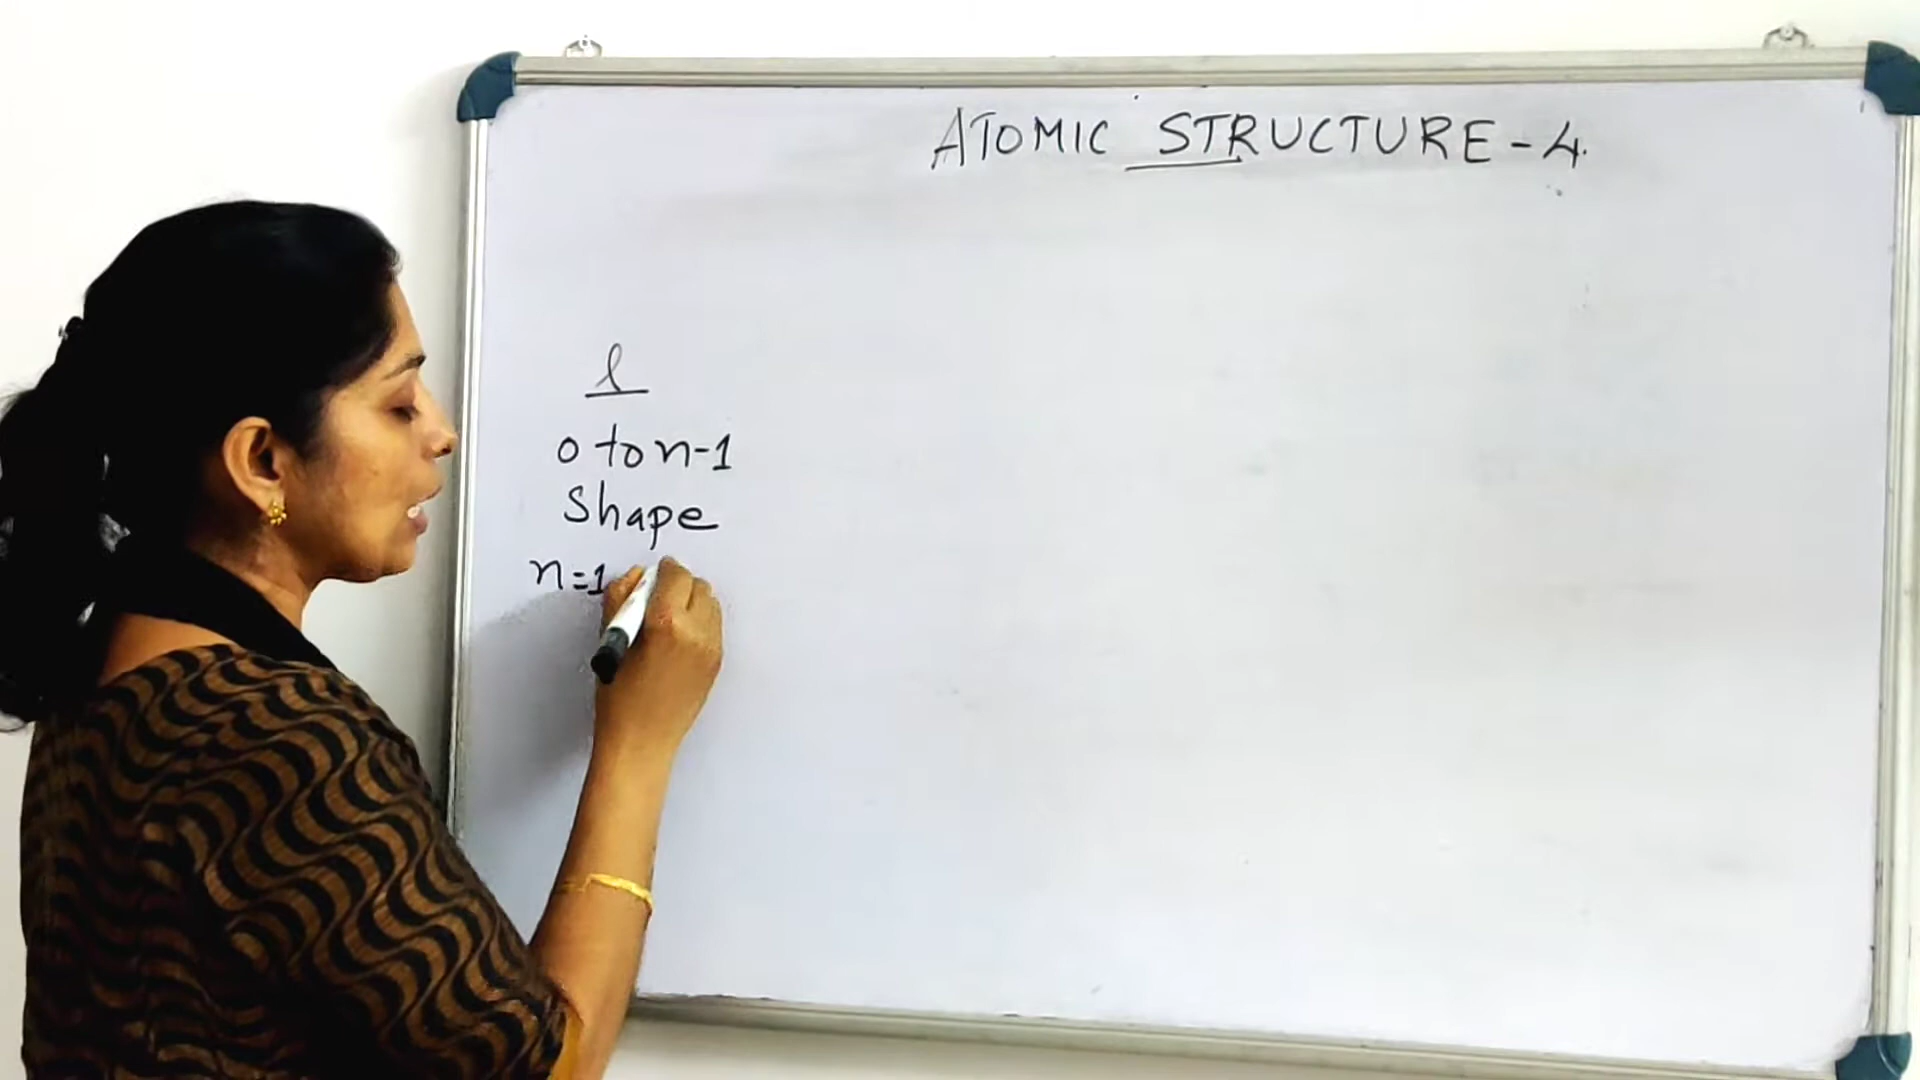 ATOMIC STRUCTURE-4.
l
0 to n-1
Shape
n=1